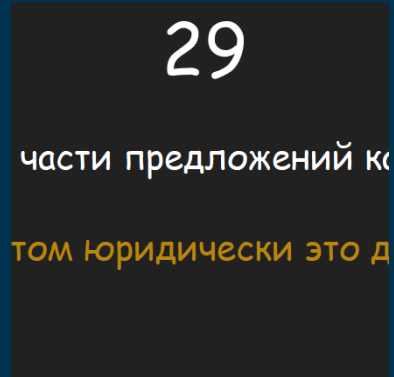 29
части предложений
том юридически это